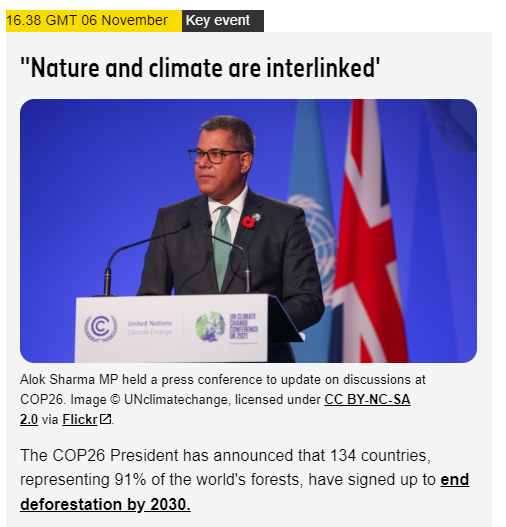 16.38 GMT 06 November Key event
"Nature and climate are interlinked'
United Nations
Climate Change
UN CLIMATE
CHANGE
CONFERENCE
UK 2021
Alok Sharma MP held a press conference to update on discussions at
COP26. Image © UNclimatechange, licensed under CC BY-NC-SA
2.0 via Flickr.
The COP26 President has announced that 134 countries,
representing 91% of the world's forests, have signed up to end
deforestation by 2030.